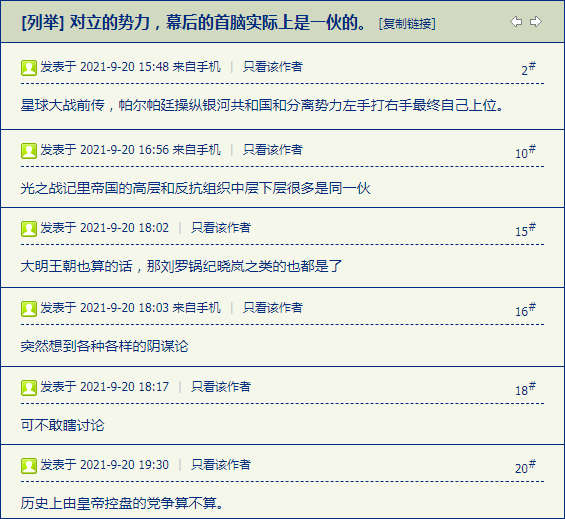 [列举] 对立的势力，幕后的首脑实际上是一伙的。 [复制链接]
发表于 2021-9-20 15:48 来自手机 | 只看该作者 2#
星球大战前传，帕尔帕廷操纵银河共和国和分离势力左手打右手最终自己上位。
发表于 2021-9-20 16:56 来自手机 | 只看该作者 10#
光之战记里帝国的高层和反抗组织中层下层很多是同一伙
发表于 2021-9-20 18:02 | 只看该作者 15#
大明王朝也算的话，那刘罗锅纪晓岚之类的也都是了
发表于 2021-9-20 18:03 来自手机 | 只看该作者 16#
突然想到各种各样的阴谋论
发表于 2021-9-20 18:17 | 只看该作者 18#
可不敢瞎讨论
发表于 2021-9-20 19:30 | 只看该作者 20#
历史上由皇帝控盘的党争算不算。